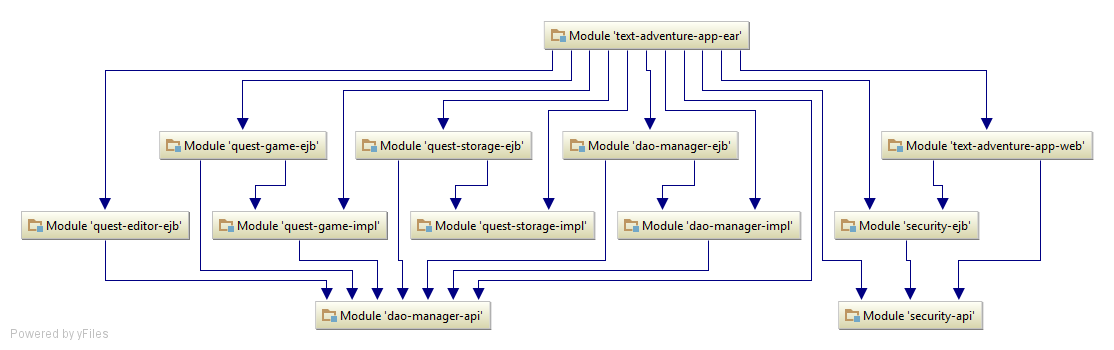 Module 'text-adventure-app-ear'
Module 'quest-game-ejb'
Module 'quest-storage-ejb'
Module 'dao-manager-ejb'
Module 'text-adventure-app-web'
Module 'quest-editor-ejb'
Module 'quest-game-impl'
Module 'quest-storage-impl'
Module 'dao-manager-impl'
Module 'security-ejb'
Module 'dao-manager-api'
Module 'security-api'
Powered by yFiles